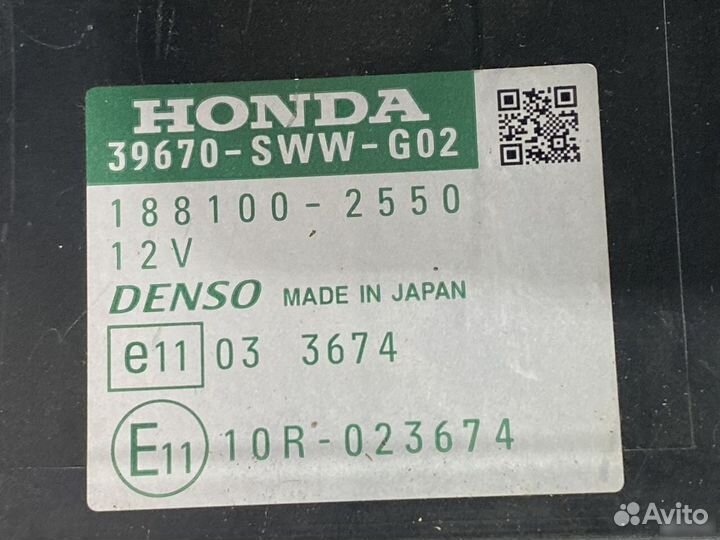 HONDA
39670-SWW-G02
188100-2550
12V
DENSO MADE IN JAPAN
e11 03 3674
E11 10R-023674
Avito